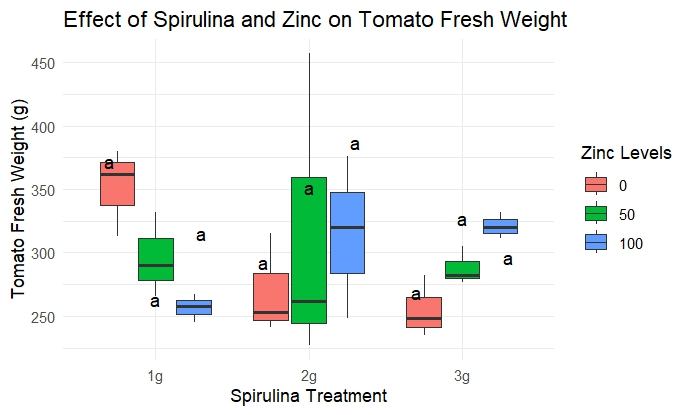 Effect of Spirulina and Zinc on Tomato Fresh Weight
Tomato Fresh Weight (g)
450
400
350
300
250
a
a
a
a
a
a
a
a
a
1g
2g
3g
Spirulina Treatment
Zinc Levels
0
50
100